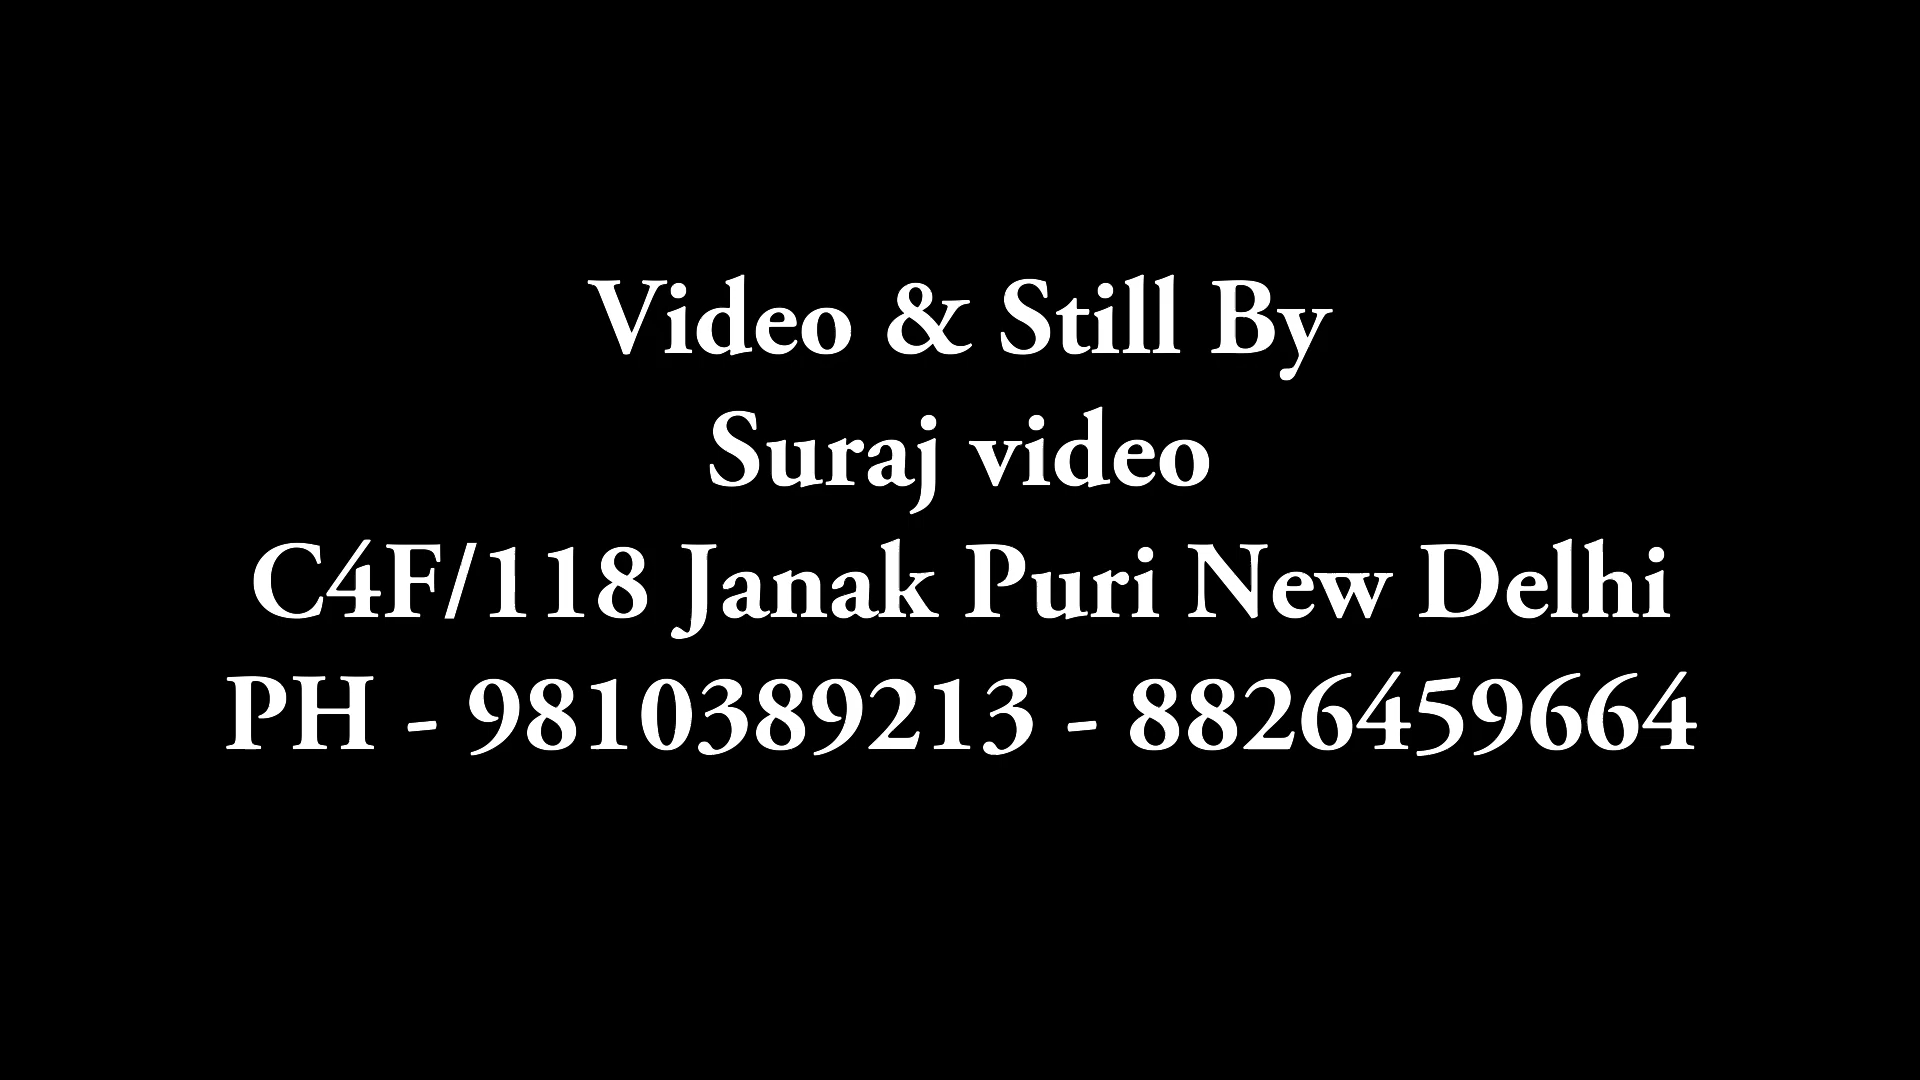 Video & Still By
Suraj video
C4F/118 Janak Puri New Delhi
PH - 9810389213 - 8826459664